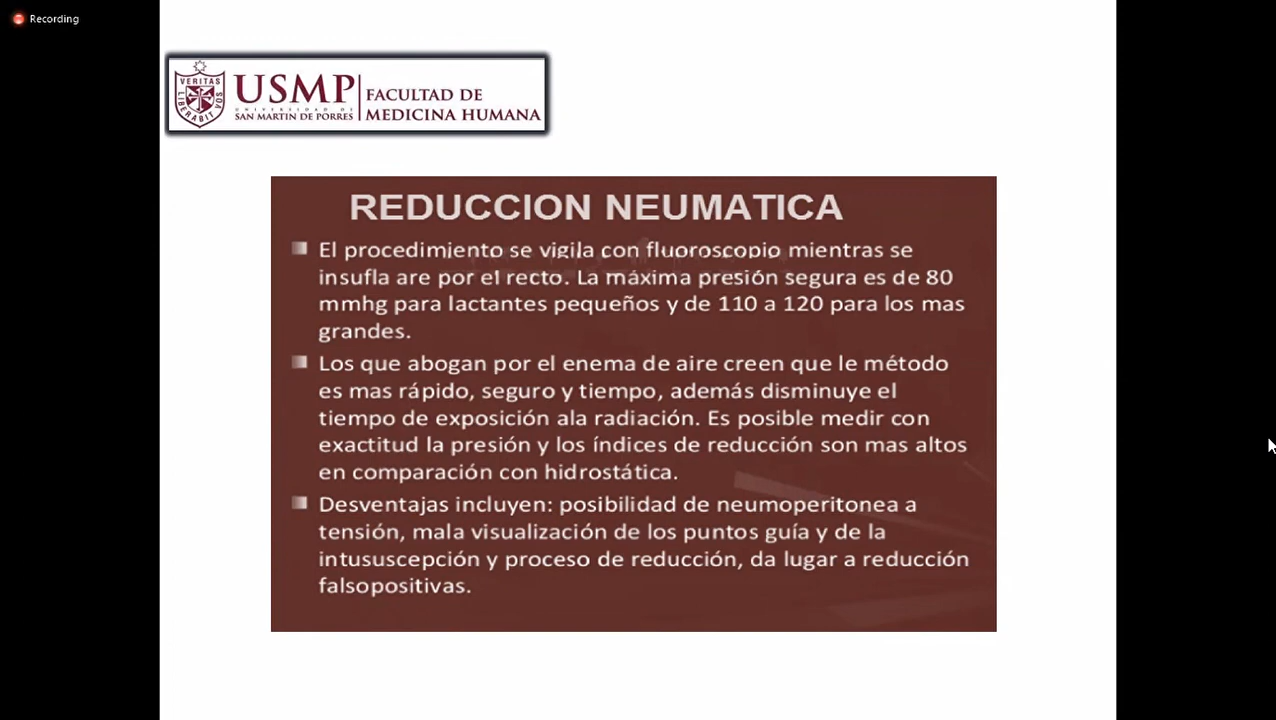 Recording
VERITAS
LIBERABIT VOS
USMP
UNIVERSIDAD DE
SAN MARTIN DE PORRES
FACULTAD DE
MEDICINA HUMANA
REDUCCION NEUMATICA
El procedimiento se vigila con fluoroscopio mientras se
insufla are por el recto. La máxima presión segura es de 80
mmhg para lactantes pequeños y de 110 a 120 para los mas
grandes.
Los que abogan por el enema de aire creen que le método
es mas rápido, seguro y tiempo, además disminuye el
tiempo de exposición ala radiación. Es posible medir con
exactitud la presión y los índices de reducción son mas altos
en comparación con hidrostática.
Desventajas incluyen: posibilidad de neumoperitonea a
tensión, mala visualización de los puntos guía y de la
intususcepción y proceso de reducción, da lugar a reducción
falsopositivas.